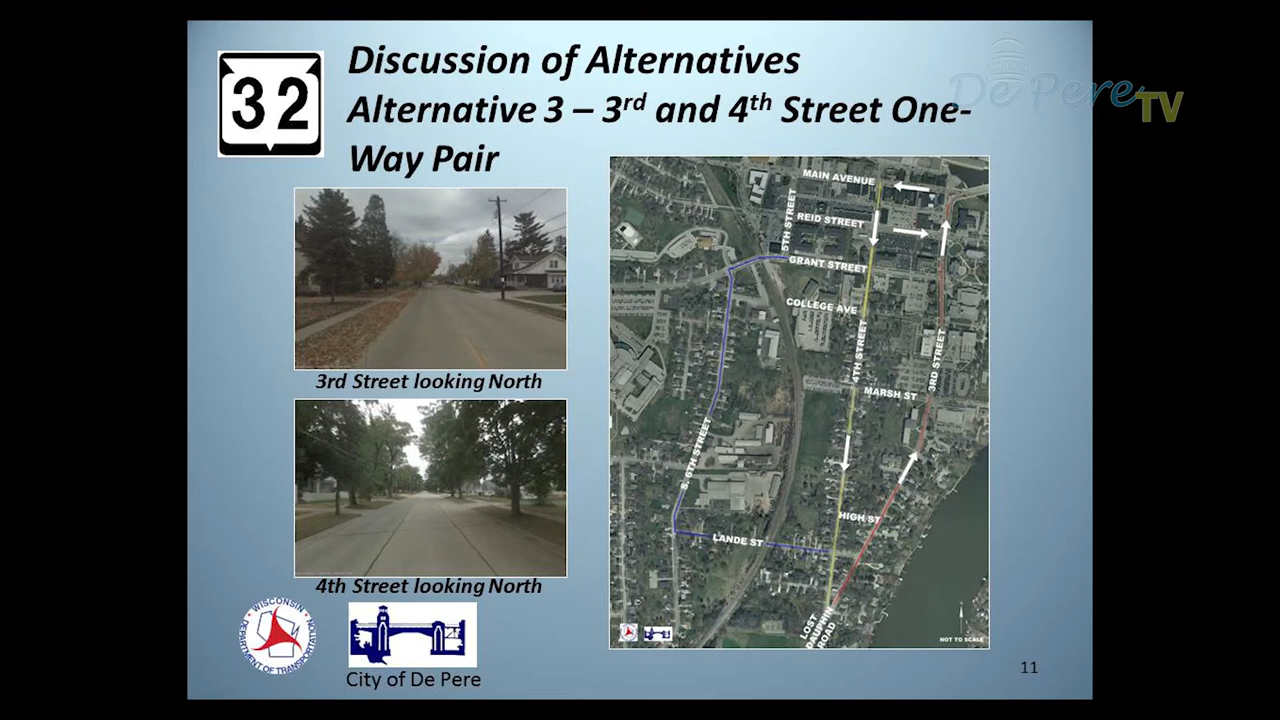 De Pere TV
32
Discussion of Alternatives
Alternative 3 – 3rd and 4th Street One-
Way Pair
3rd Street looking North
4th Street looking North
WISCONSIN
DEPARTMENT OF TRANSPORTATION
City of De Pere
MAIN AVENUE
5TH STREET
REID STREET
GRANT STREET
COLLEGE AVE
4TH STREET
3RD STREET
MARSH ST
S. 6TH STREET
HIGH ST
LANDE ST
LOST
DAUPHIN
ROAD
NOT TO SCALE
11